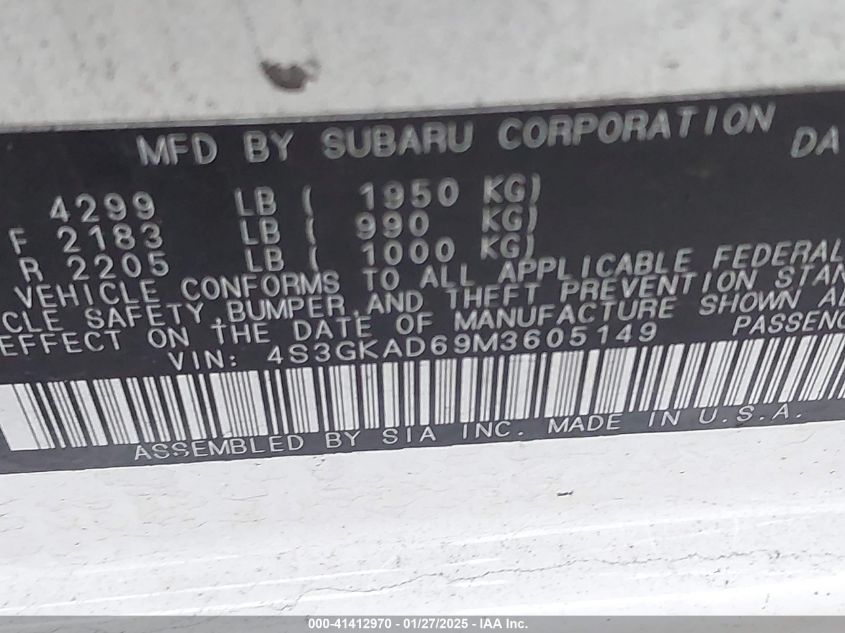 MFD BY SUBARU CORPORATION DA
4299 LB ( 1950 KG)
F 2183 LB ( 990 KG)
R 2205 LB ( 1000 KG)
VEHICLE CONFORMS TO ALL APPLICABLE FEDERAL
CLE SAFETY,BUMPER,AND THEFT PREVENTION STAN
EFFECT ON THE DATE OF MANUFACTURE SHOWN A
VIN: 4S3GKAD69M3605149 PASSENG
ASSEMBLED BY SIA INC. MADE IN U.S.A.
000-41412970 | 01/27/2025 | IAA Inc.